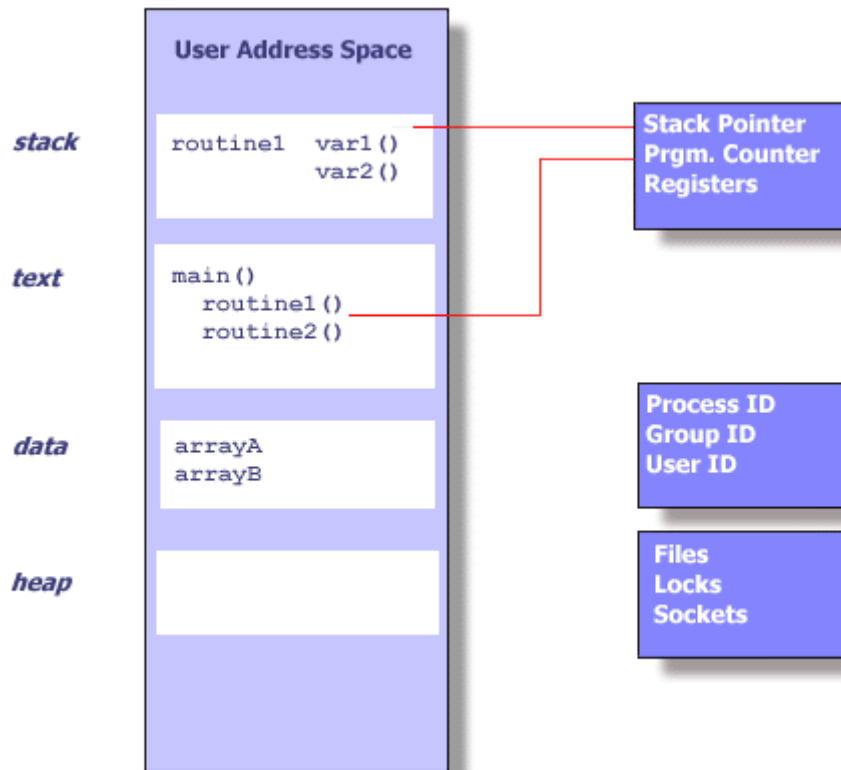 User Address Space
stack
routine1 var1()
var2()
text
main()
routine1()
routine2()
data
arrayA
arrayB
heap
Stack Pointer
Prgm. Counter
Registers
Process ID
Group ID
User ID
Files
Locks
Sockets